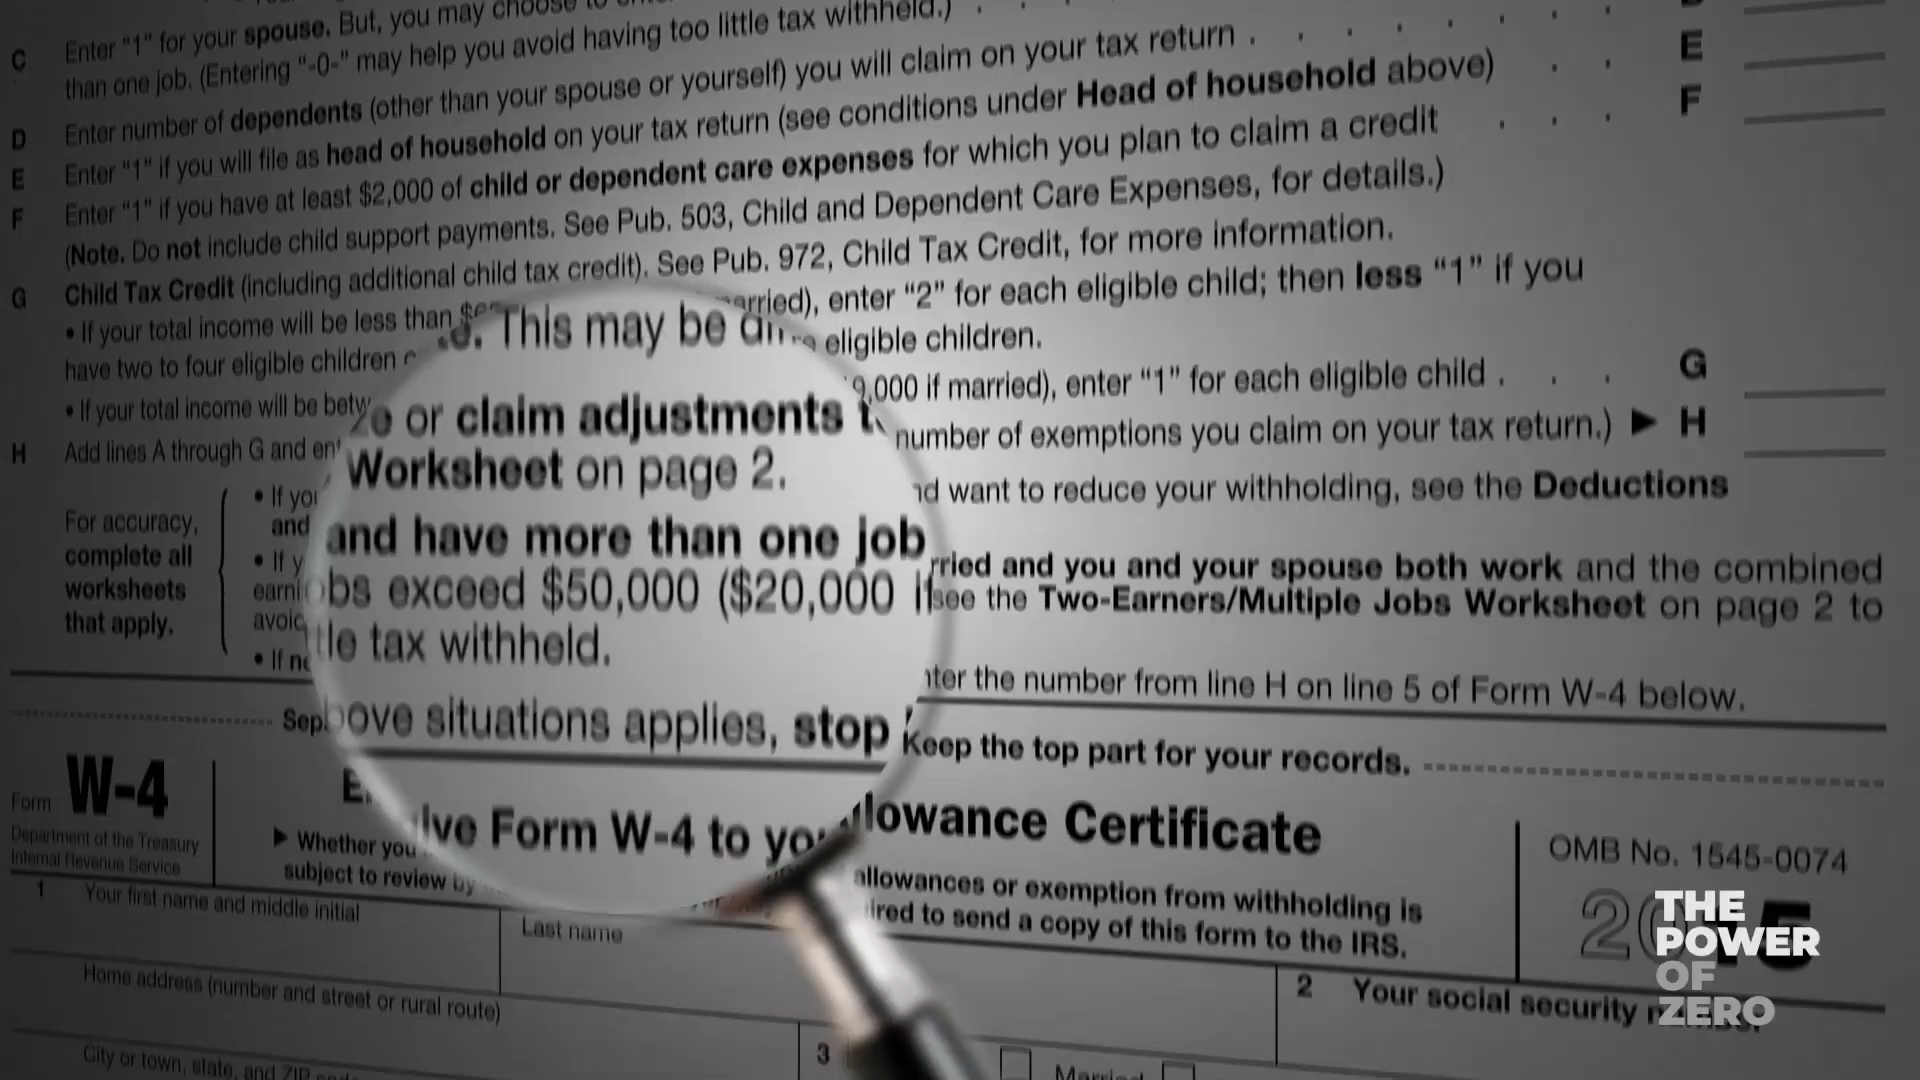 C Enter “1” for your spouse. But, you may choose to
than one job. (Entering “-0-” may help you avoid having too little tax withheld.) . .
D Enter number of dependents (other than your spouse or yourself) you will claim on your tax return . . . . . . . .
E Enter “1” if you will file as head of household on your tax return (see conditions under Head of household above) . . E
F Enter “1” if you have at least $2,000 of child or dependent care expenses for which you plan to claim a credit . . . F
(Note. Do not include child support payments. See Pub. 503, Child and Dependent Care Expenses, for details.)
G Child Tax Credit (including additional child tax credit). See Pub. 972, Child Tax Credit, for more information.
• If your total income will be less than married), enter “2” for each eligible child; then less “1” if you
have two to four eligible children eligible children.
• If your total income will be 9,000 if married), enter “1” for each eligible child . . . G
H Add lines A through G and number of exemptions you claim on your tax return.) ▶ H
This may be
or claim adjustments
Worksheet on page 2.
and have more than one job
exceed $50,000 ($20,000 if
tax withheld.
situations applies, stop
Form W-4 to
For accuracy,
complete all
worksheets
that apply.
• If
and want to reduce your withholding, see the Deductions
and
• If and you and your spouse both work and the combined
see the Two-Earners/Multiple Jobs Worksheet on page 2 to
• If the number from line H on line 5 of Form W-4 below.
Keep the top part for your records.
Form W-4
Department of the Treasury
Internal Revenue Service
Certificate
▶ Whether you allowances or exemption from withholding is
subject to review by to send a copy of this form to the IRS.
OMB No. 1545-0074
1 Your first name and middle initial
Last name
2 Your social security
Home address (number and street or rural route)
3 Married
City or town, state, and ZIP
THE
POWER
OF
ZERO